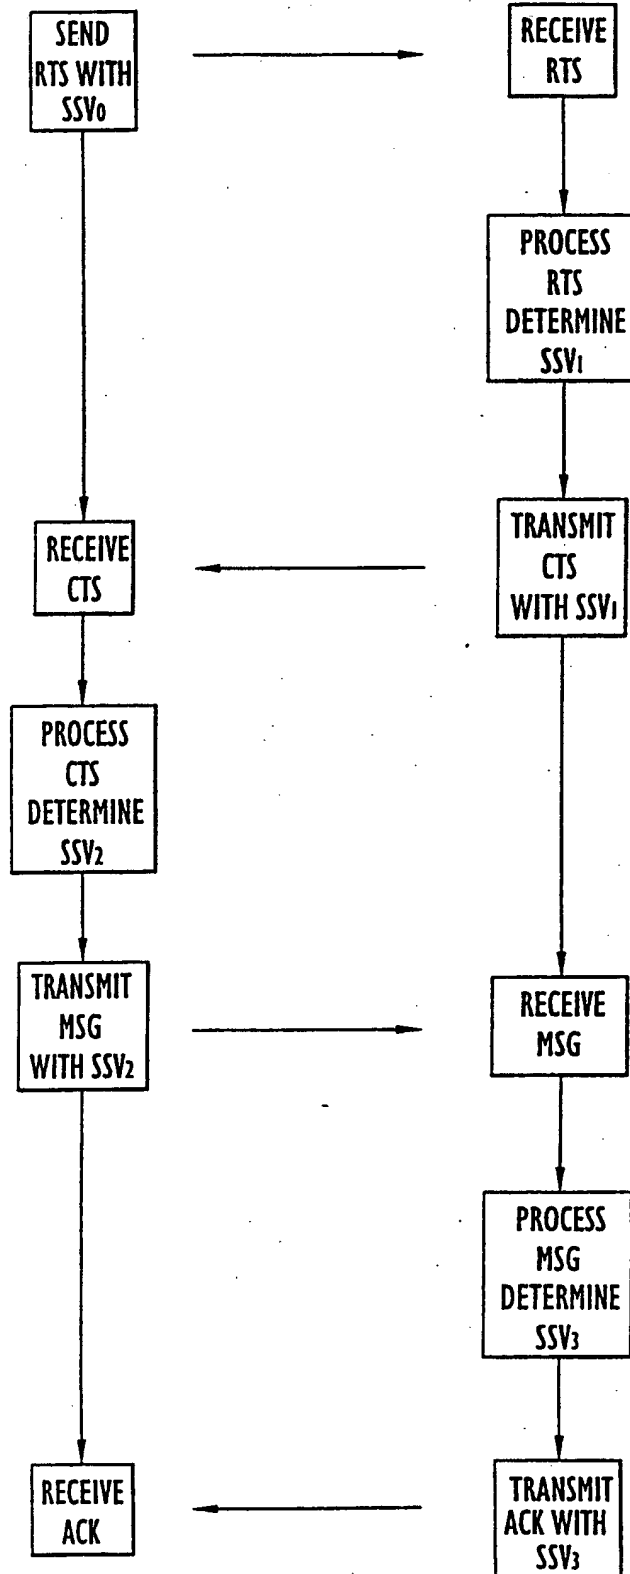 SEND
RTS WITH
SSV0
RECEIVE
RTS
PROCESS
RTS
DETERMINE
SSV1
RECEIVE
CTS
TRANSMIT
CTS
WITH SSV1
PROCESS
CTS
DETERMINE
SSV2
TRANSMIT
MSG
WITH SSV2
RECEIVE
MSG
PROCESS
MSG
DETERMINE
SSV3
RECEIVE
ACK
TRANSMIT
ACK WITH
SSV3